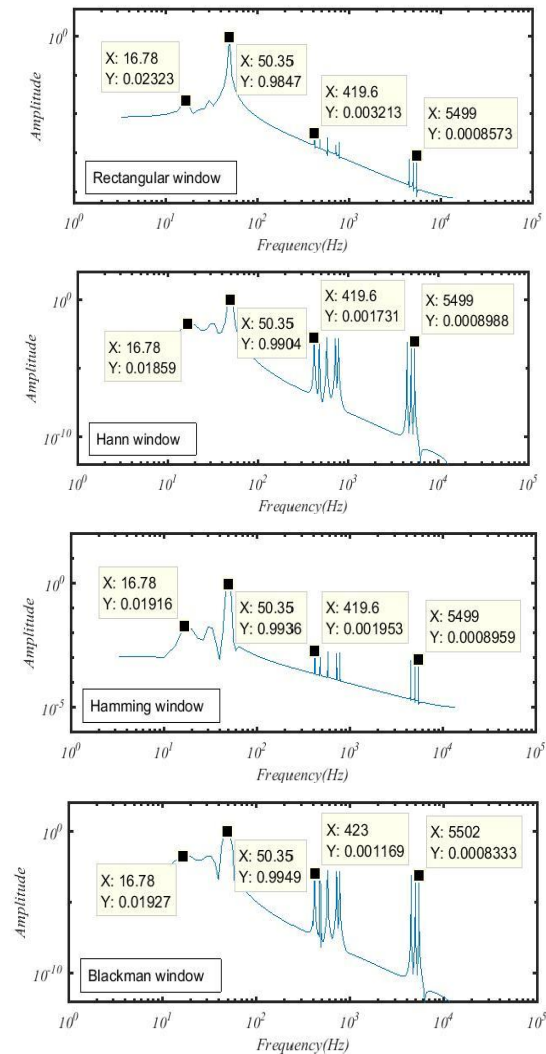 10^0
X: 16.78
Y: 0.02323
X: 50.35
Y: 0.9847
X: 419.6
Y: 0.003213
X: 5499
Y: 0.0008573
Amplitude
Rectangular window
10^0 10^1 10^2 10^3 10^4 10^5
Frequency(Hz)
10^0
X: 16.78
Y: 0.01859
X: 50.35
Y: 0.9904
X: 419.6
Y: 0.001731
X: 5499
Y: 0.0008988
Amplitude
10^-10
Hann window
10^0 10^1 10^2 10^3 10^4 10^5
Frequency(Hz)
10^0
X: 16.78
Y: 0.01916
X: 50.35
Y: 0.9936
X: 419.6
Y: 0.001953
X: 5499
Y: 0.0008959
Amplitude
10^-5
Hamming window
10^0 10^1 10^2 10^3 10^4 10^5
Frequency(Hz)
10^0
X: 16.78
Y: 0.01927
X: 50.35
Y: 0.9949
X: 423
Y: 0.001169
X: 5502
Y: 0.0008333
Amplitude
10^-10
Blackman window
10^0 10^1 10^2 10^3 10^4 10^5
Frequency(Hz)